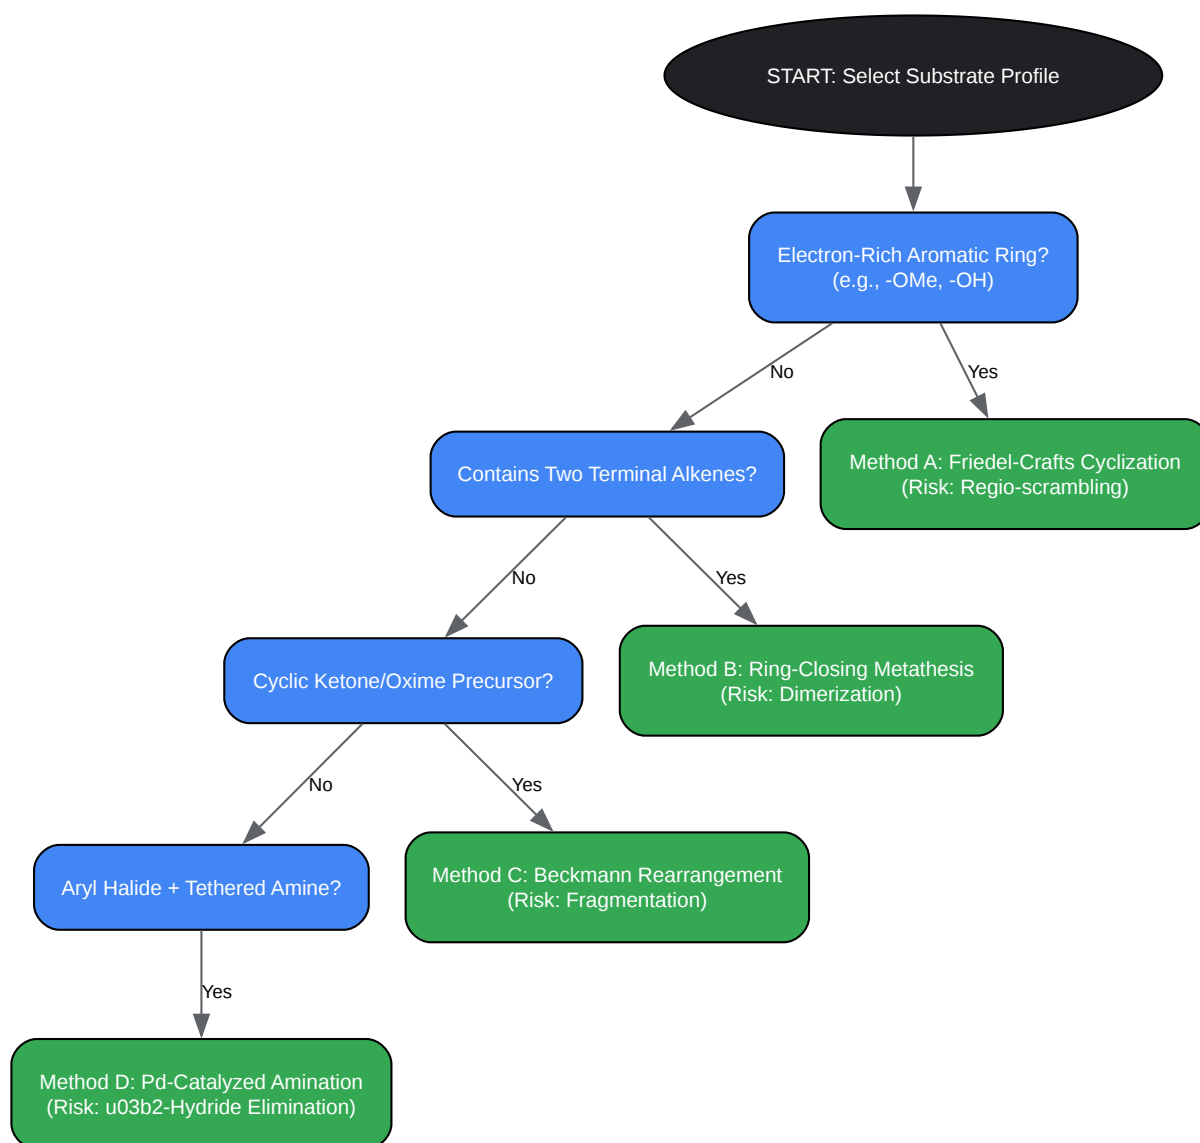 START: Select Substrate Profile
Electron-Rich Aromatic Ring?
(e.g., -OMe, -OH)
No
Yes
Contains Two Terminal Alkenes?
Method A: Friedel-Crafts Cyclization
(Risk: Regio-scrambling)
No
Yes
Cyclic Ketone/Oxime Precursor?
Method B: Ring-Closing Metathesis
(Risk: Dimerization)
No
Yes
Aryl Halide + Tethered Amine?
Method C: Beckmann Rearrangement
(Risk: Fragmentation)
Yes
Method D: Pd-Catalyzed Amination
(Risk: u03b2-Hydride Elimination)